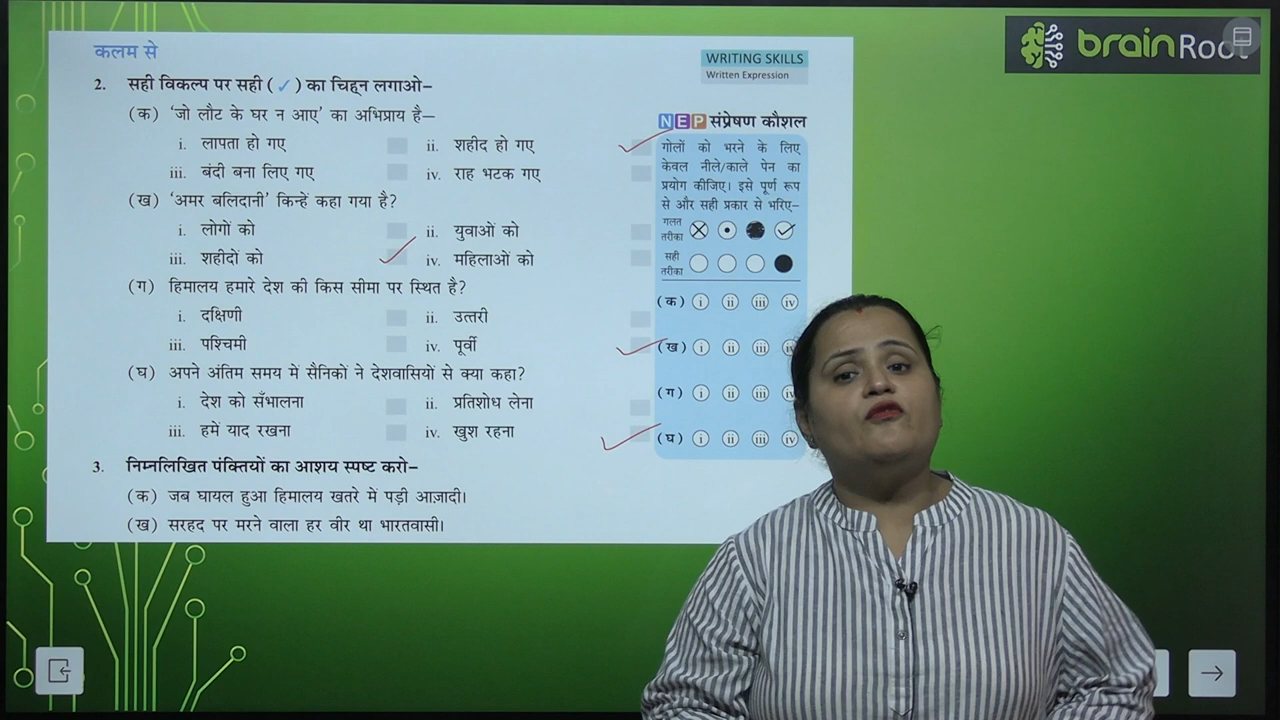 कलम से
WRITING SKILLS
Written Expression
2. सही विकल्प पर सही ( ✓ ) का चिह्न लगाओ–
(क) ‘जो लौट के घर न आए’ का अभिप्राय है—
i. लापता हो गए ii. शहीद हो गए
iii. बंदी बना लिए गए iv. राह भटक गए
(ख) ‘अमर बलिदानी’ किन्हें कहा गया है?
i. लोगों को ii. युवाओं को
iii. शहीदों को iv. महिलाओं को
(ग) हिमालय हमारे देश की किस सीमा पर स्थित है?
i. दक्षिणी ii. उत्तरी
iii. पश्चिमी iv. पूर्वी
(घ) अपने अंतिम समय में सैनिकों ने देशवासियों से क्या कहा?
i. देश को सँभालना ii. प्रतिशोध लेना
iii. हमें याद रखना iv. खुश रहना
3. निम्नलिखित पंक्तियों का आशय स्पष्ट करो–
(क) जब घायल हुआ हिमालय खतरे में पड़ी आज़ादी।
(ख) सरहद पर मरने वाला हर वीर था भारतवासी।
NEP संप्रेषण कौशल
गोलों को भरने के लिए
केवल नीले/काले पेन का
प्रयोग कीजिए। इसे पूर्ण रूप
से और सही प्रकार से भरिए–
गलत
तरीका
सही
तरीका
(क) i ii iii iv
(ख) i ii iii iv
(ग) i ii iii iv
(घ) i ii iii iv
brainRoot